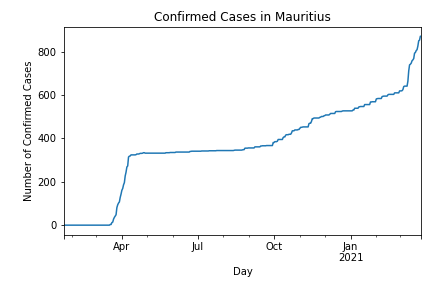 Confirmed Cases in Mauritius
Number of Confirmed Cases
800
600
400
200
0
Apr
Jul
Oct
Jan
2021
Day